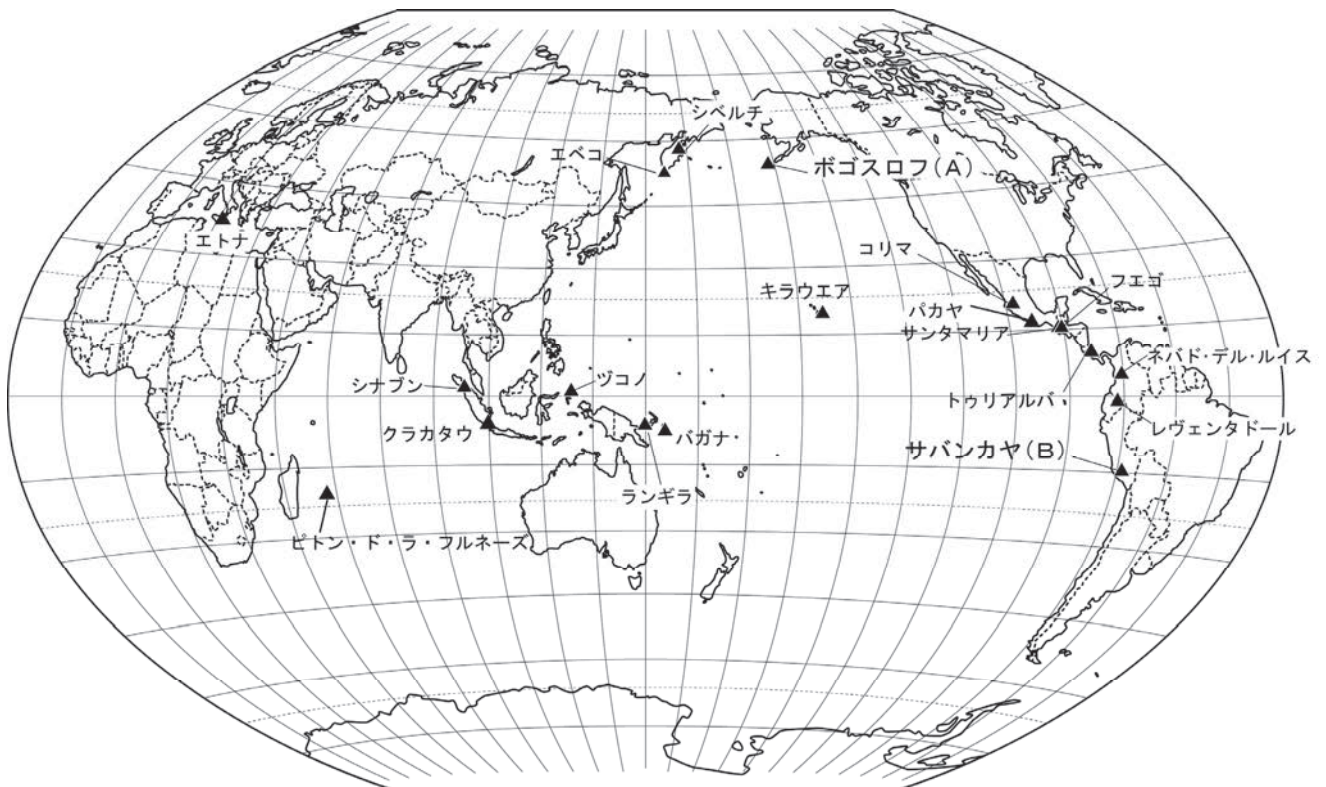 シベルチ
エベコ
ボゴスロフ(A)
エトナ
コリマ
フエゴ
キラウエア
パカヤ
サンタマリア
ネバド・デル・ルイス
シナブン
ヅコノ
トゥリアルバ
レヴェンタドール
クラカタウ
バガナ
サバンカヤ(B)
ランギラ
ピトン・ド・ラ・フルネーズ